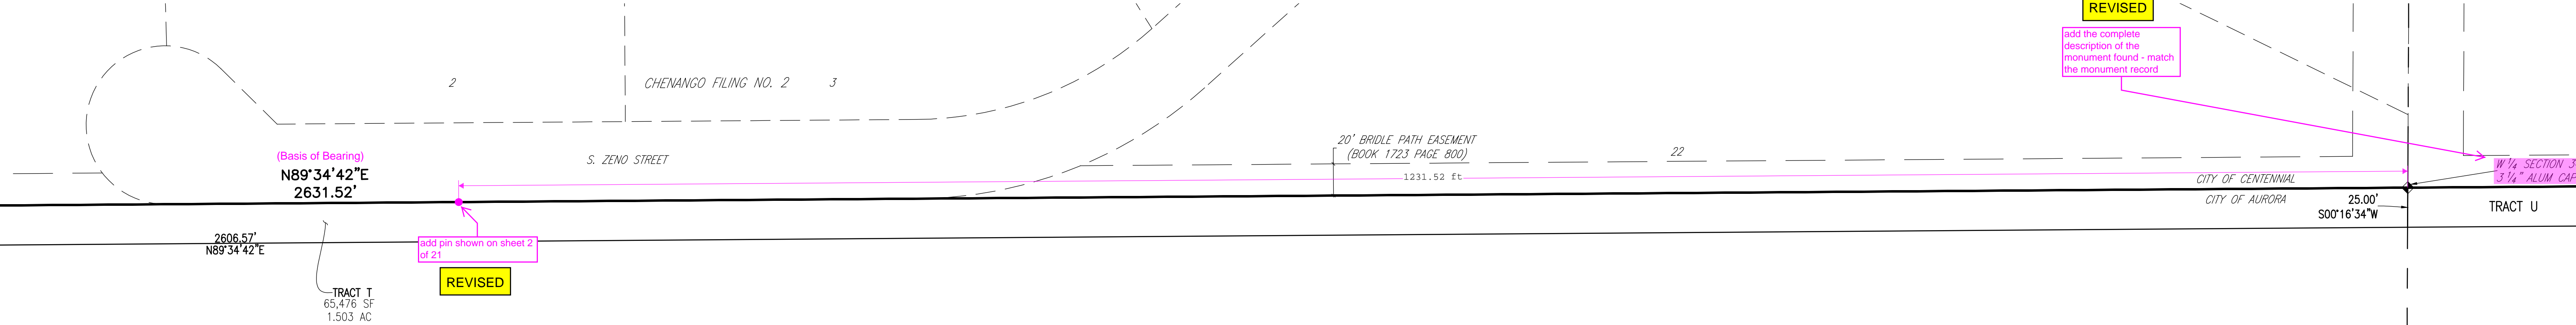 REVISED
add the complete
description of the
monument found - match
the monument record
2
CHENANGO FILING NO. 2
3
(Basis of Bearing)
N89°34'42"E
2631.52'
S. ZENO STREET
20' BRIDLE PATH EASEMENT
(BOOK 1723 PAGE 800)
22
1231.52 ft
W 1/4 SECTION 3
3 1/4" ALUM CAP
CITY OF CENTENNIAL
CITY OF AURORA
25.00'
S00°16'34"W
TRACT U
2606.57'
N89°34'42"E
add pin shown on sheet 2
of 21
REVISED
TRACT T
65,476 SF
1.503 AC